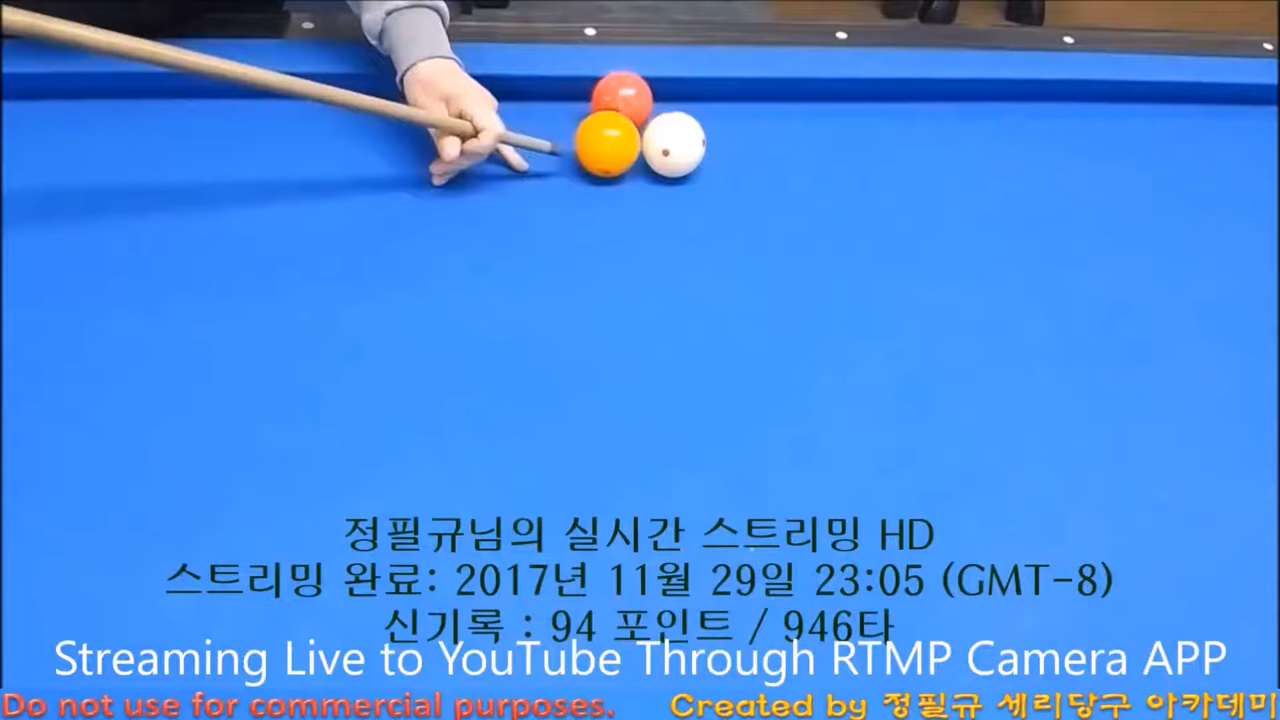 정필규님의 실시간 스트리밍 HD
스트리밍 완료: 2017년 11월 29일 23:05 (GMT-8)
신기록 : 94 포인트 / 946타
Streaming Live to YouTube Through RTMP Camera APP
Do not use for commercial purposes. Created by 정필규 세리당구 아카데미